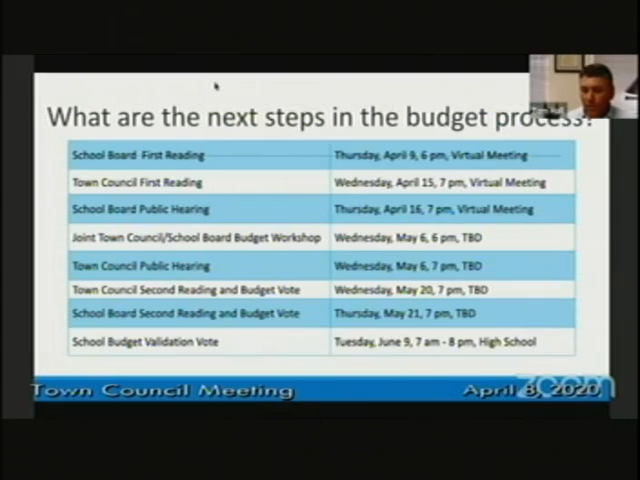 What are the next steps in the budget process?
School Board First Reading Thursday, April 9, 6 pm, Virtual Meeting
Town Council First Reading Wednesday, April 15, 7 pm, Virtual Meeting
School Board Public Hearing Thursday, April 16, 7 pm, Virtual Meeting
Joint Town Council/School Board Budget Workshop Wednesday, May 6, 6 pm, TBD
Town Council Public Hearing Wednesday, May 6, 7 pm, TBD
Town Council Second Reading and Budget Vote Wednesday, May 20, 7 pm, TBD
School Board Second Reading and Budget Vote Thursday, May 21, 7 pm, TBD
School Budget Validation Vote Tuesday, June 9, 7 am - 8 pm, High School
Town Council Meeting April 8, 2020
zoom